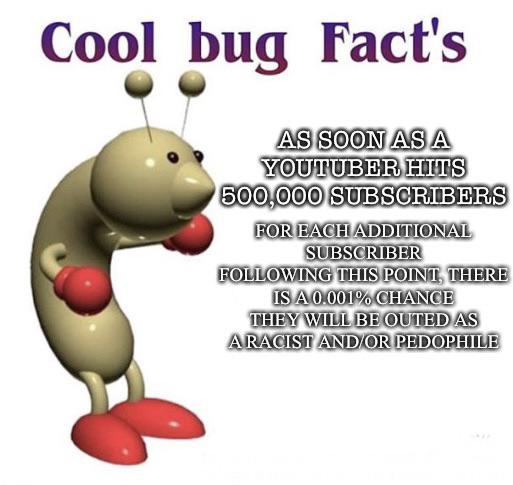 Cool bug Fact's
AS SOON AS A
YOUTUBER HITS
500,000 SUBSCRIBERS
FOR EACH ADDITIONAL
SUBSCRIBER
FOLLOWING THIS POINT, THERE
IS A 0.001% CHANCE
THEY WILL BE OUTED AS
A RACIST AND/OR PEDOPHILE